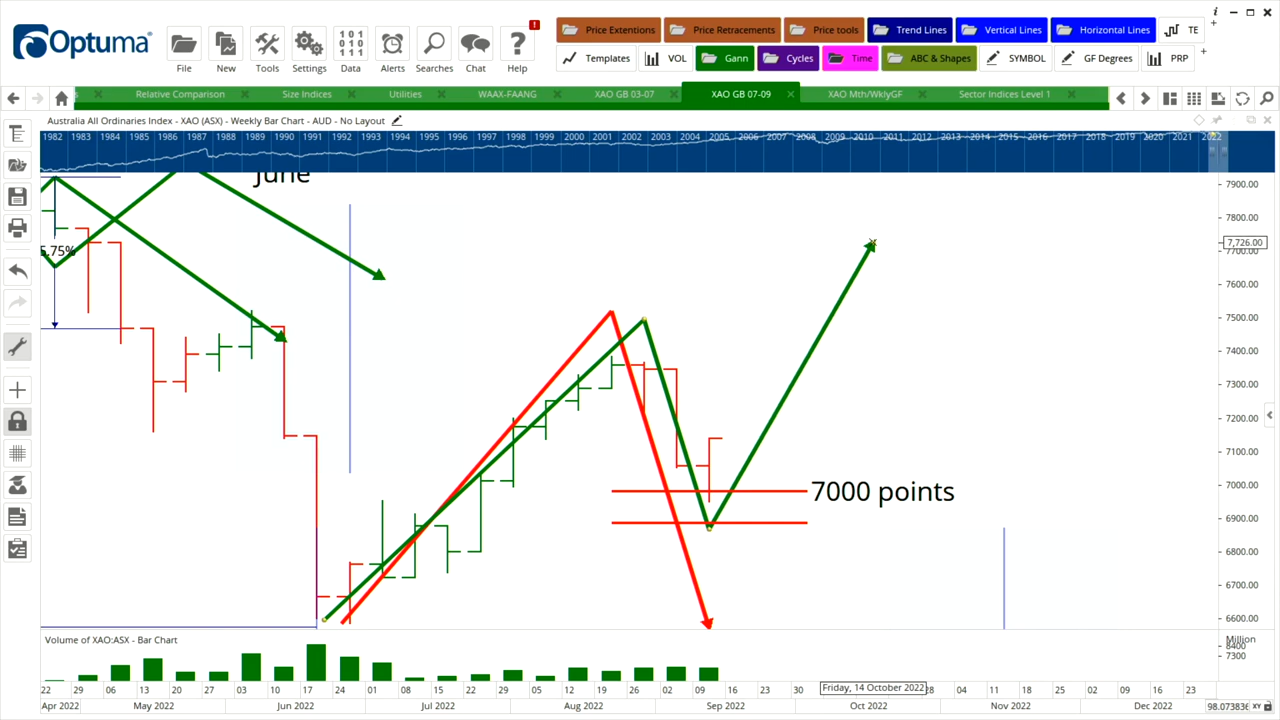 i
Optuma®
!
1010
File
New
Tools
Settings
Data
Alerts
Searches
Chat
Help
Price Extentions
Price Retracements
Price tools
Trend Lines
Vertical Lines
Horizontal Lines
TE
Templates
VOL
Gann
Cycles
Time
ABC & Shapes
SYMBOL
GF Degrees
PRP
Relative Comparison
Size Indices
Utilities
WAAX-FAANG
XAO GB 03-07
XAO GB 07-09
XAO Mth/WklyGF
Sector Indices Level 1
Australia All Ordinaries Index - XAO (ASX) - Weekly Bar Chart - AUD - No Layout
1982 1983 1984 1985 1986 1987 1988 1989 1990 1991 1992 1993 1994 1995 1996 1997 1998 1999 2000 2001 2002 2003 2004 2005 2006 2007 2008 2009 2010 2011 2012 2013 2014 2015 2016 2017 2018 2019 2020 2021 2022
June
5.75%
7000 points
7900.00
7800.00
7,726.00
7700.00
7600.00
7500.00
7400.00
7300.00
7200.00
7100.00
7000.00
6900.00
6800.00
6700.00
6600.00
Volume of XAO:ASX - Bar Chart
Million
8400
7300
22 29 06 13 20 27 03 10 17 24 01 08 15 22 29 05 12 19 26 02 09 16 23 30 Friday, 14 October 2022 28 04 11 18 25 02 09 16 23
Apr 2022 May 2022 Jun 2022 Jul 2022 Aug 2022 Sep 2022 Oct 2022 Nov 2022 Dec 2022 98.073836 XY